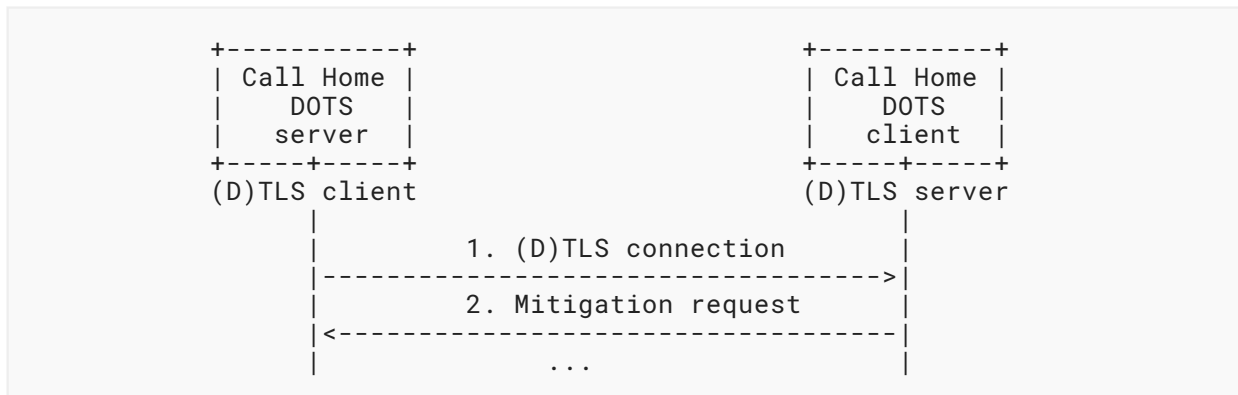 +-----------+                        +-----------+
| Call Home |                        | Call Home |
|    DOTS   |                        |    DOTS   |
|   server  |                        |   client  |
+-----+-----+                        +-----+-----+
(D)TLS client                        (D)TLS server
      |                                    |
      |         1. (D)TLS connection       |
      |----------------------------------->|
      |         2. Mitigation request      |
      |<-----------------------------------|
      |              ...                   |